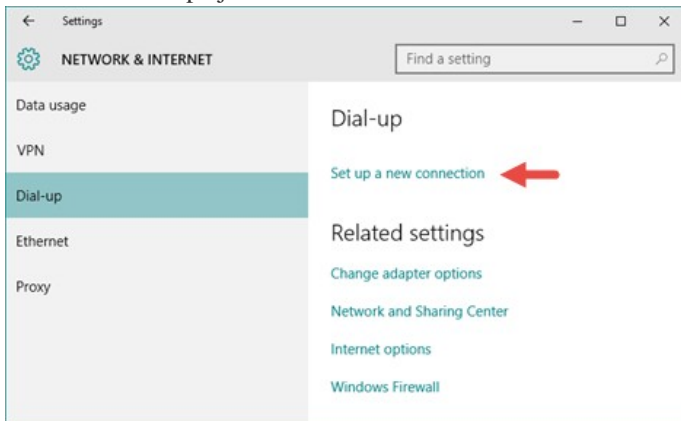 Settings
NETWORK & INTERNET
Find a setting
Data usage
VPN
Dial-up
Ethernet
Proxy
Dial-up
Set up a new connection
Related settings
Change adapter options
Network and Sharing Center
Internet options
Windows Firewall